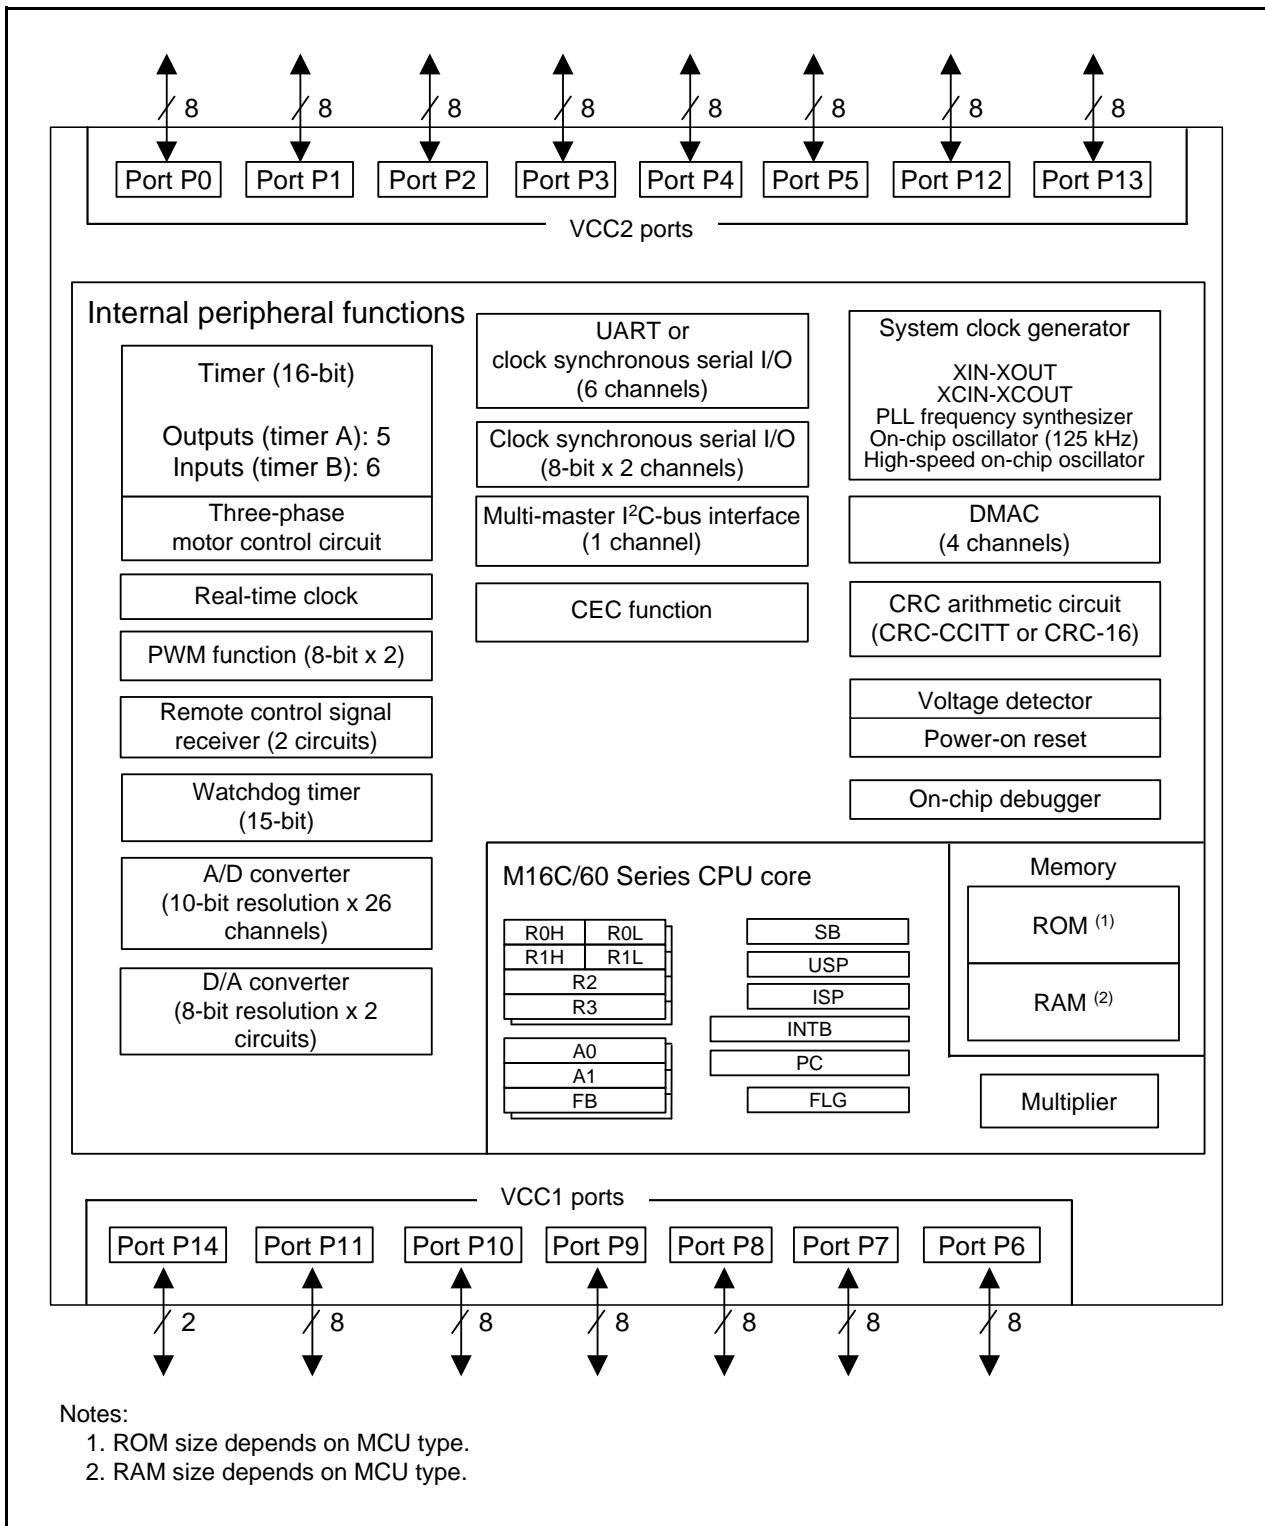 8 8 8 8 8 8 8 8
Port P0 Port P1 Port P2 Port P3 Port P4 Port P5 Port P12 Port P13
VCC2 ports
Internal peripheral functions
Timer (16-bit)
Outputs (timer A): 5
Inputs (timer B): 6
Three-phase
motor control circuit
Real-time clock
PWM function (8-bit x 2)
Remote control signal
receiver (2 circuits)
Watchdog timer
(15-bit)
A/D converter
(10-bit resolution x 26
channels)
D/A converter
(8-bit resolution x 2
circuits)
UART or
clock synchronous serial I/O
(6 channels)
Clock synchronous serial I/O
(8-bit x 2 channels)
Multi-master I²C-bus interface
(1 channel)
CEC function
System clock generator
XIN-XOUT
XCIN-XCOUT
PLL frequency synthesizer
On-chip oscillator (125 kHz)
High-speed on-chip oscillator
DMAC
(4 channels)
CRC arithmetic circuit
(CRC-CCITT or CRC-16)
Voltage detector
Power-on reset
On-chip debugger
M16C/60 Series CPU core
R0H R0L
R1H R1L
R2
R3
A0
A1
FB
SB
USP
ISP
INTB
PC
FLG
Memory
ROM (1)
RAM (2)
Multiplier
VCC1 ports
Port P14 Port P11 Port P10 Port P9 Port P8 Port P7 Port P6
2 8 8 8 8 8 8
Notes:
1. ROM size depends on MCU type.
2. RAM size depends on MCU type.